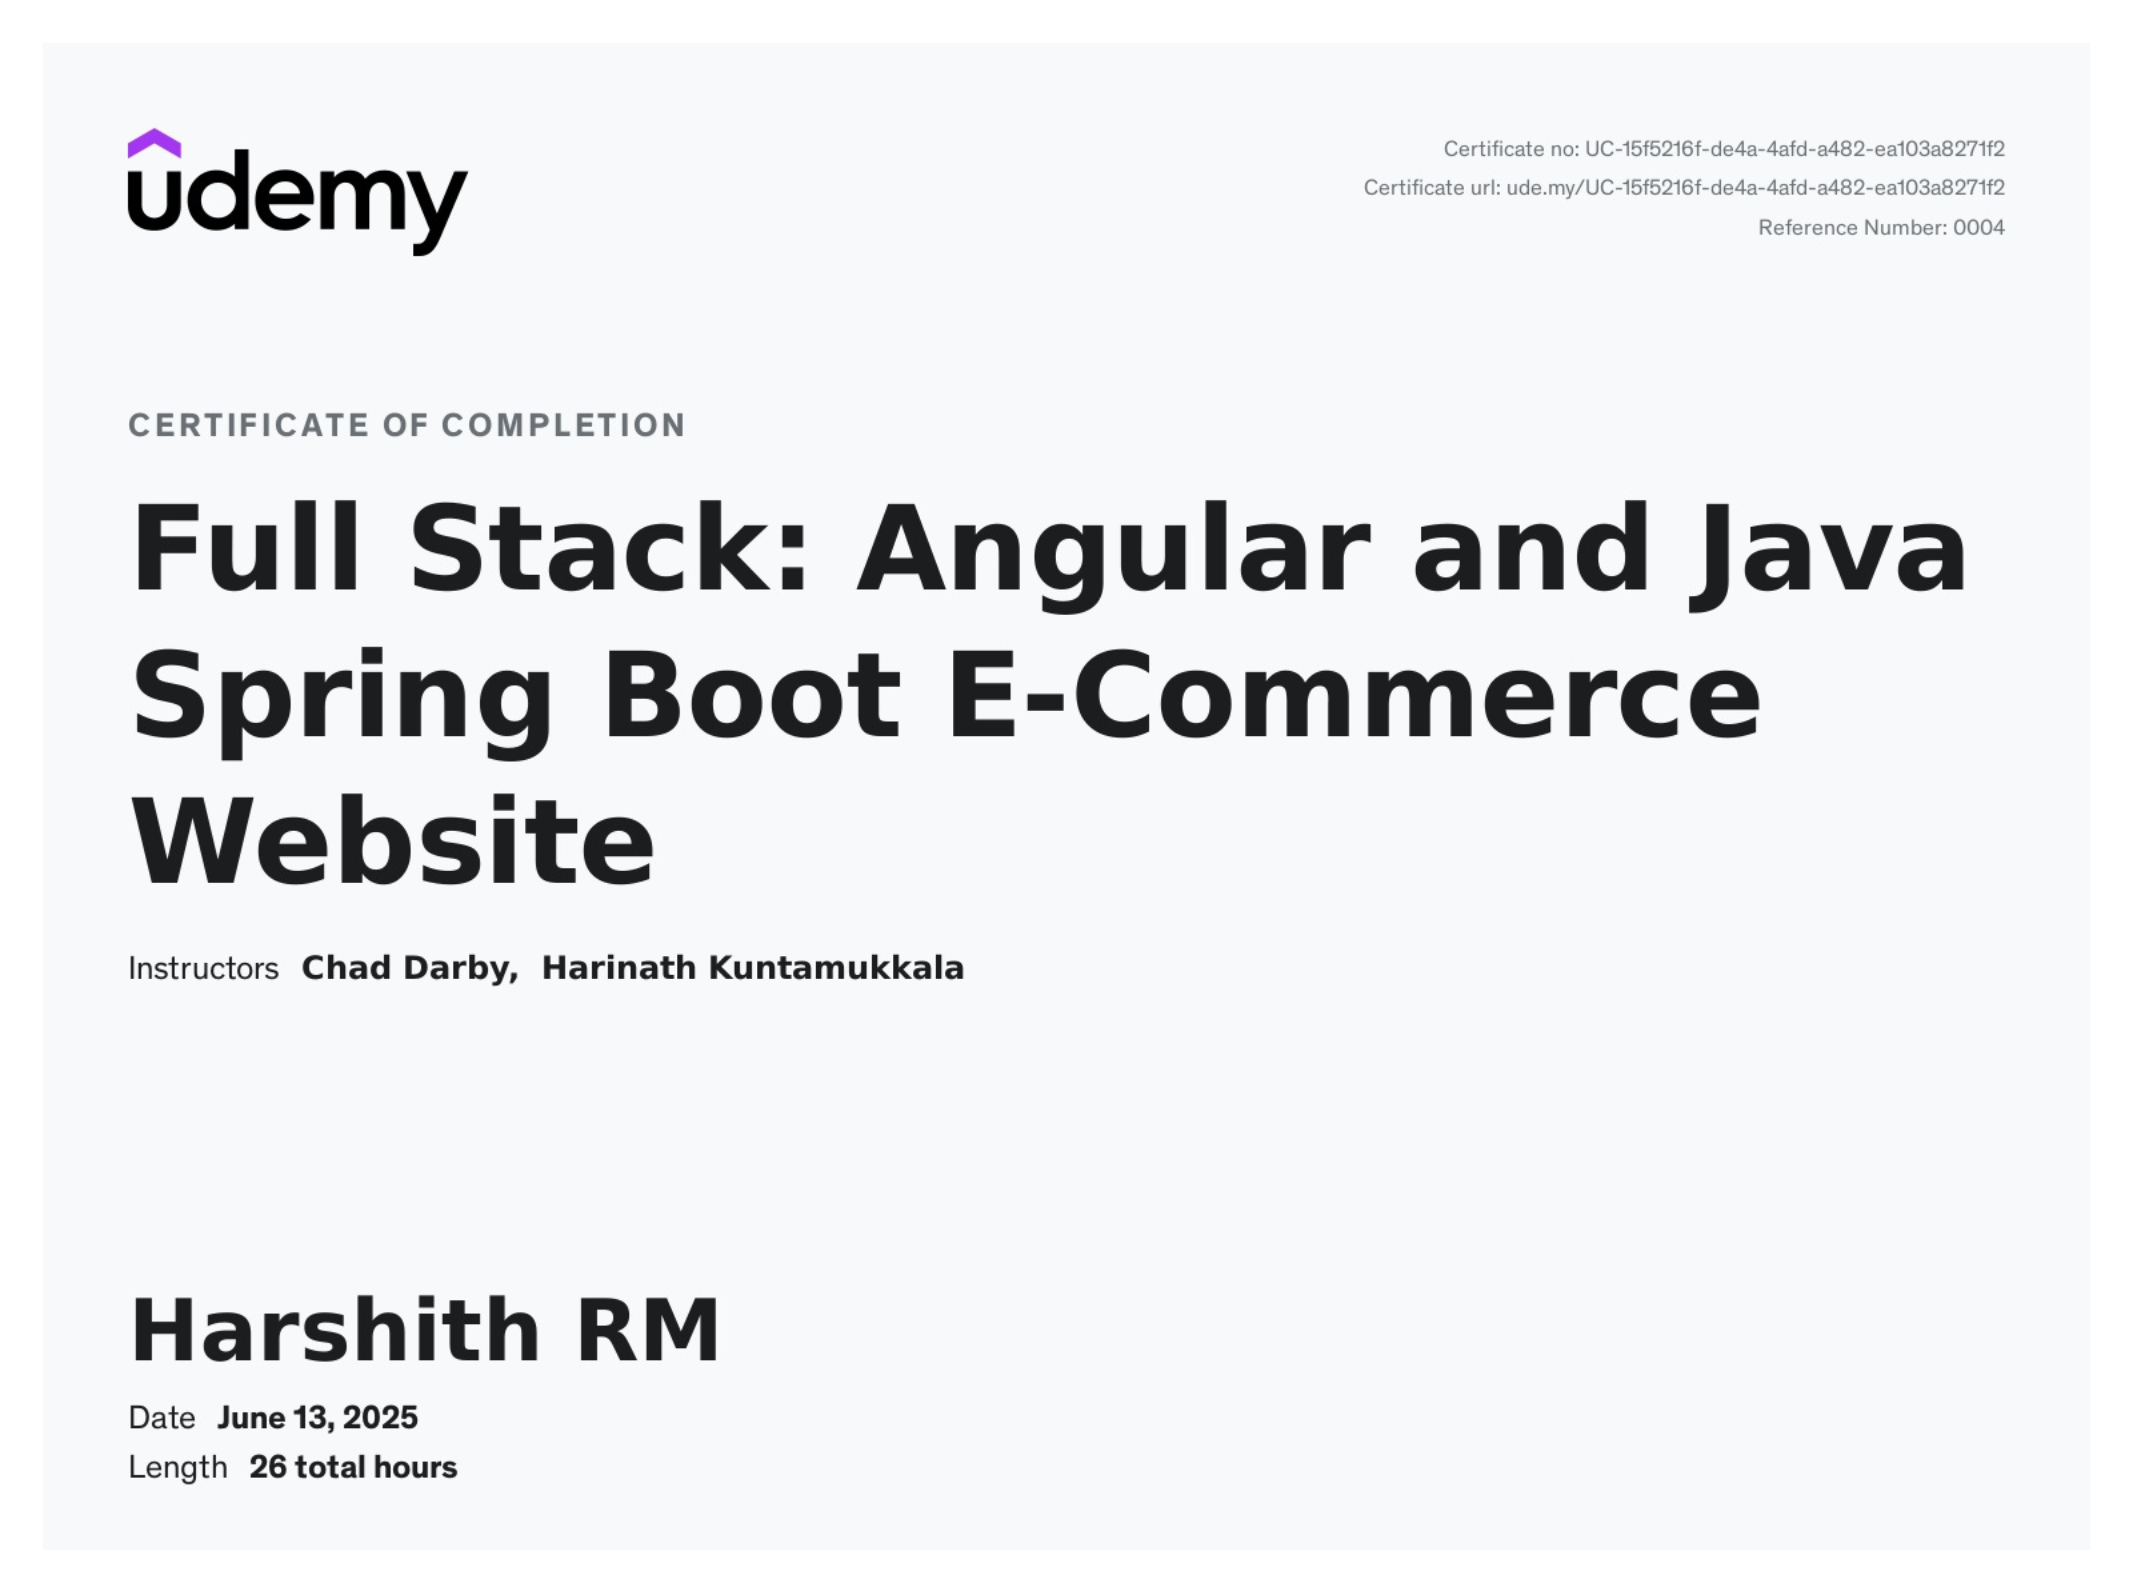 udemy
Certificate no: UC-15f5216f-de4a-4afd-a482-ea103a8271f2
Certificate url: ude.my/UC-15f5216f-de4a-4afd-a482-ea103a8271f2
Reference Number: 0004
CERTIFICATE OF COMPLETION
Full Stack: Angular and Java
Spring Boot E-Commerce
Website
Instructors Chad Darby, Harinath Kuntamukkala
Harshith RM
Date June 13, 2025
Length 26 total hours